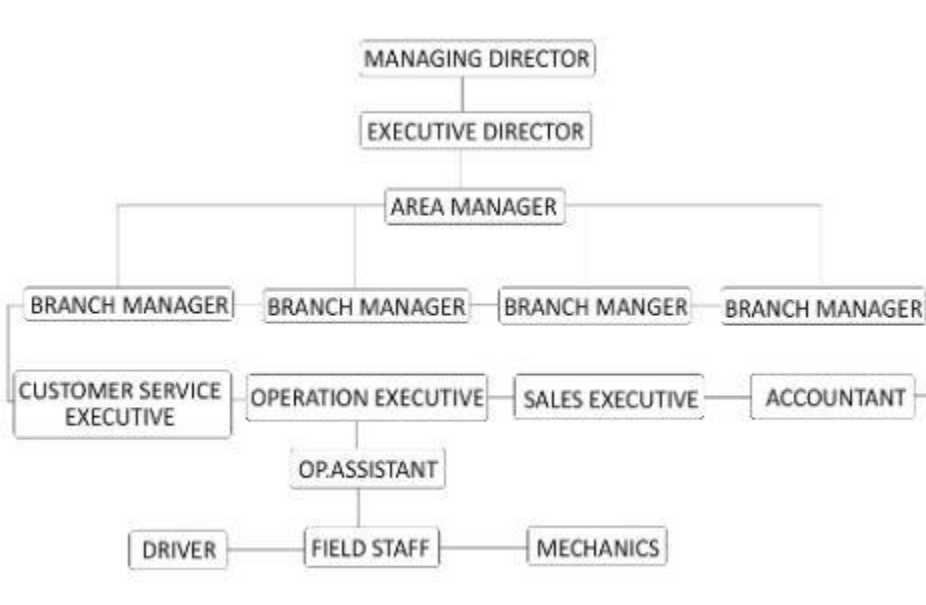 MANAGING DIRECTOR
EXECUTIVE DIRECTOR
AREA MANAGER
BRANCH MANAGER
BRANCH MANAGER
BRANCH MANGER
BRANCH MANAGER
CUSTOMER SERVICE
EXECUTIVE
OPERATION EXECUTIVE
SALES EXECUTIVE
ACCOUNTANT
OP.ASSISTANT
DRIVER
FIELD STAFF
MECHANICS